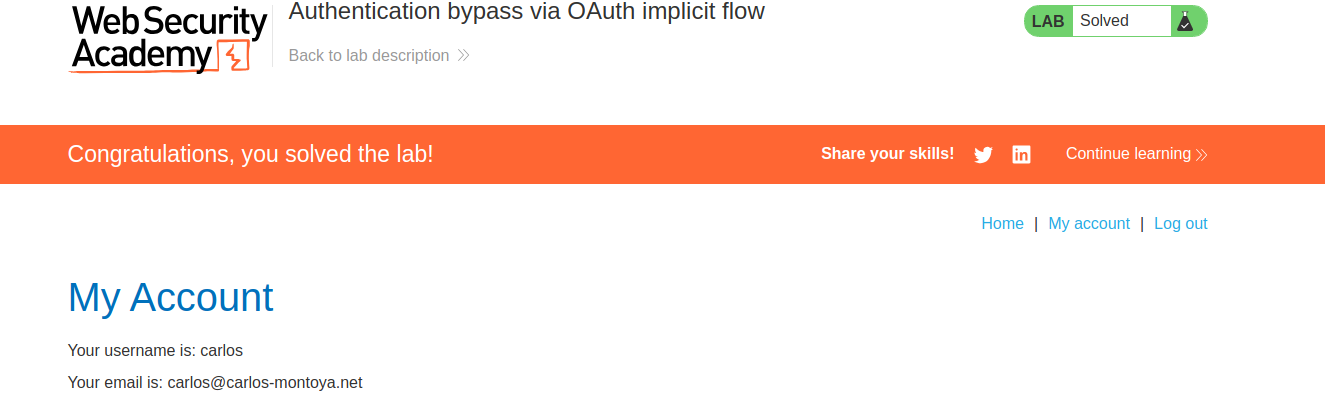 Web Security
Academy
Authentication bypass via OAuth implicit flow
Back to lab description
LAB Solved
Congratulations, you solved the lab!
Share your skills!
Continue learning
Home | My account | Log out
My Account
Your username is: carlos
Your email is: carlos@carlos-montoya.net